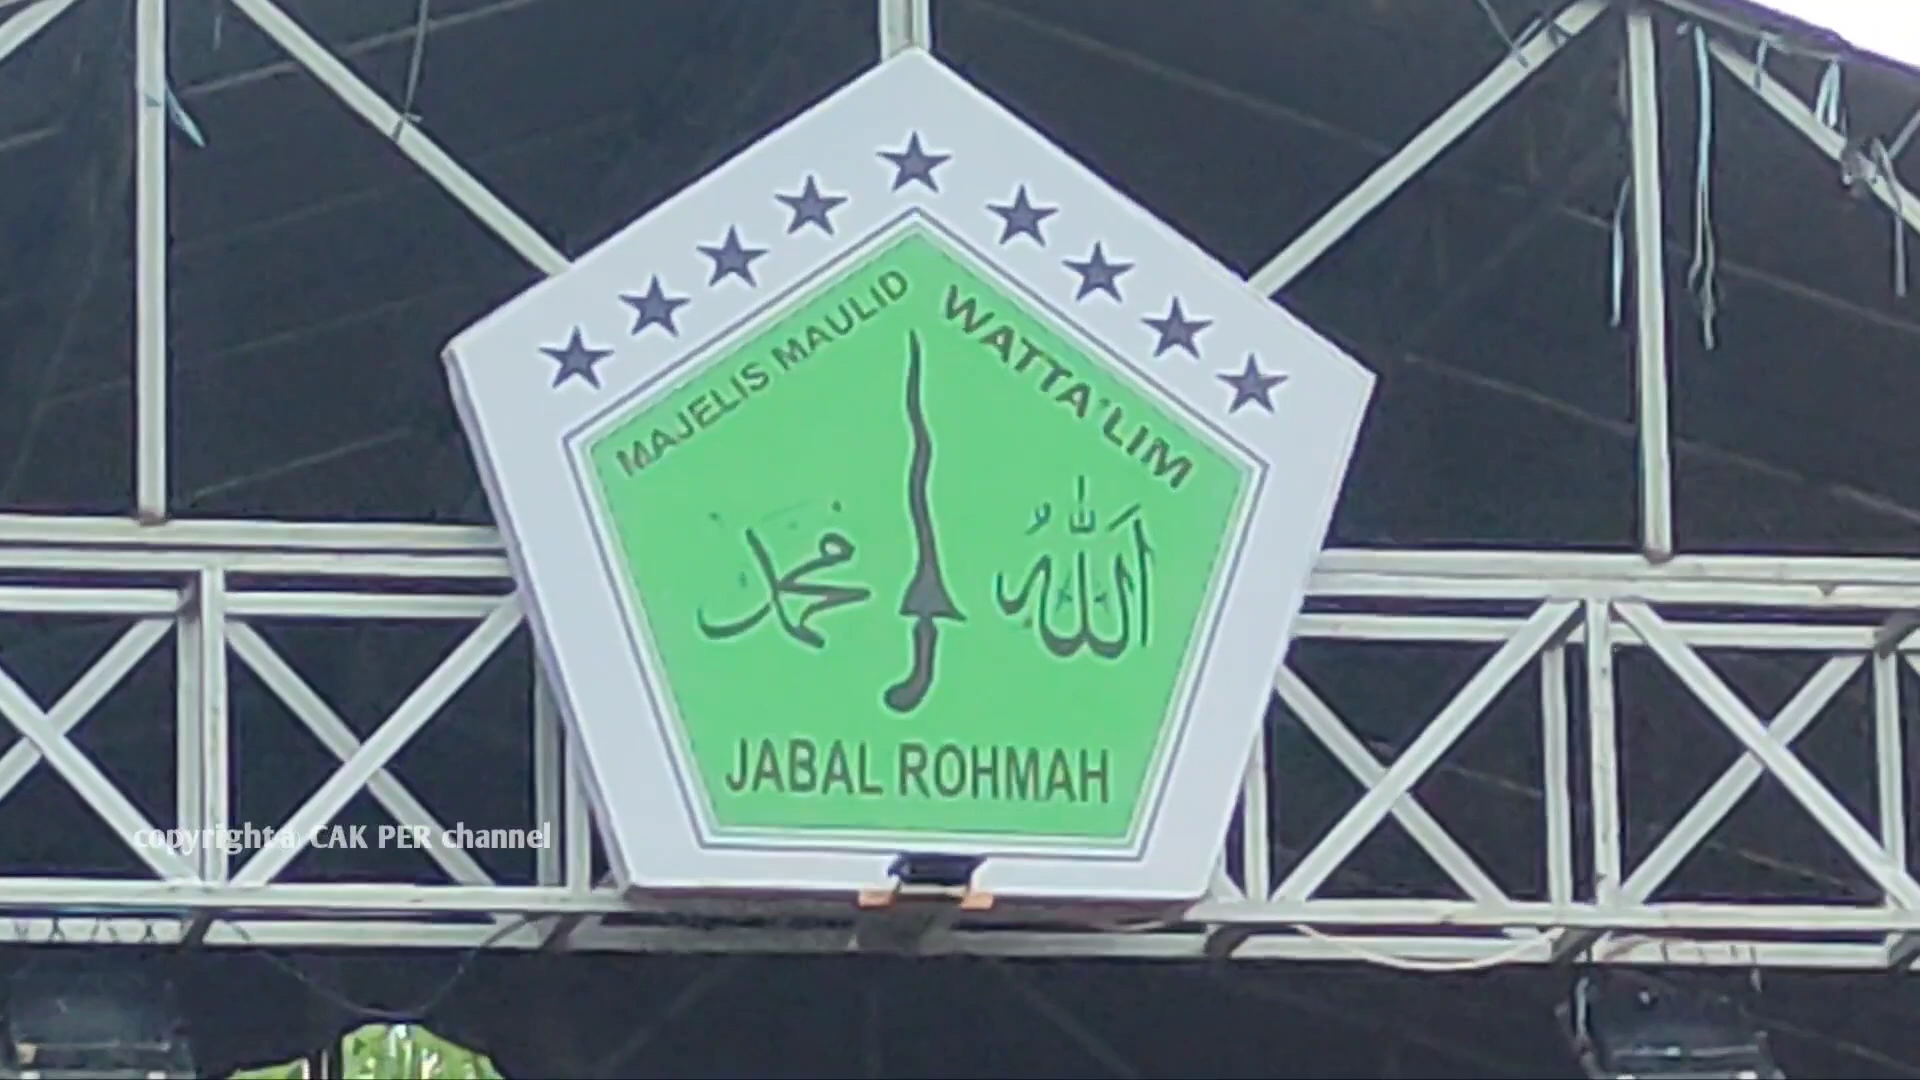 MAJELIS MAULID
WATTA'LIM
محمد
الله
JABAL ROHMAH
copyright CAK PER channel